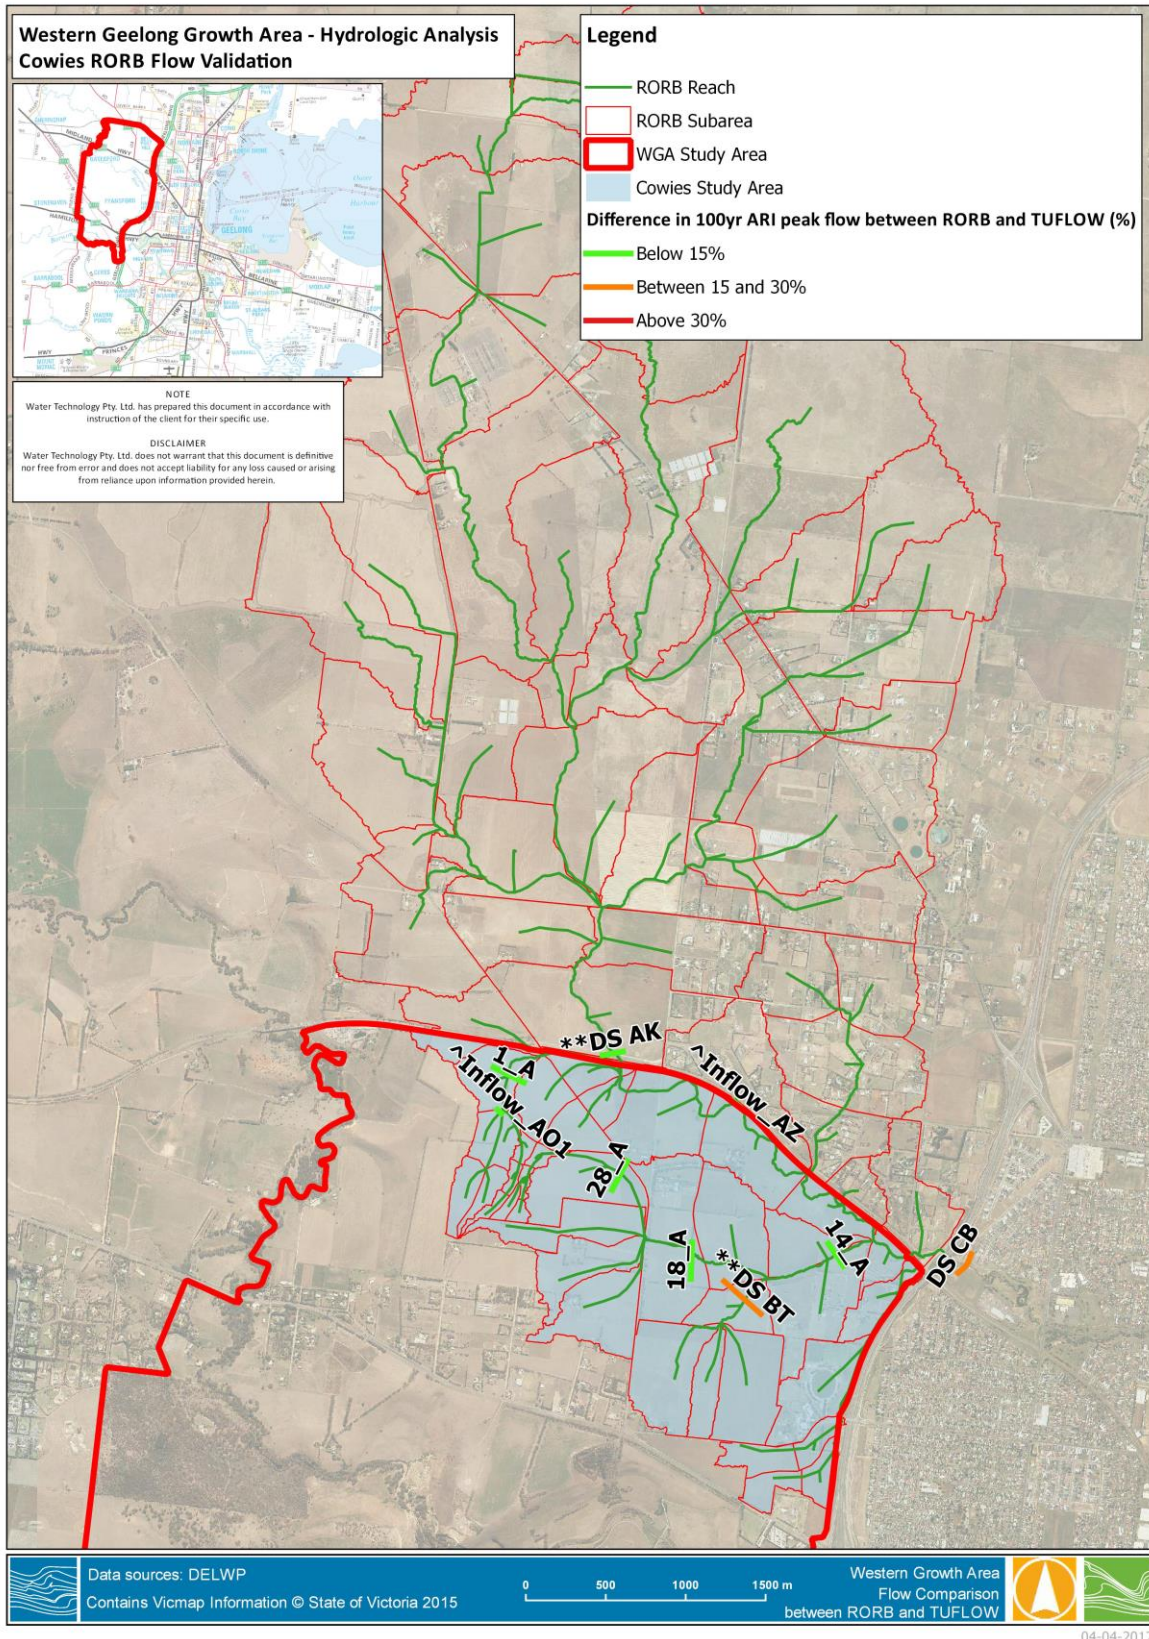 Western Geelong Growth Area - Hydrologic Analysis
Cowies RORB Flow Validation
GEELONG
NOTE
Water Technology Pty. Ltd. has prepared this document in accordance with
instruction of the client for their specific use.
DISCLAIMER
Water Technology Pty. Ltd. does not warrant that this document is definitive
nor free from error and does not accept liability for any loss caused or arising
from reliance upon information provided herein.
Legend
RORB Reach
RORB Subarea
WGA Study Area
Cowies Study Area
Difference in 100yr ARI peak flow between RORB and TUFLOW (%)
Below 15%
Between 15 and 30%
Above 30%
**DS AK
1_A
^Inflow_AO1
^Inflow_AZ
28_A
18_A
**DS BT
14_A
DS CB
Data sources: DELWP
Contains Vicmap Information © State of Victoria 2015
0 500 1000 1500 m
Western Growth Area
Flow Comparison
between RORB and TUFLOW